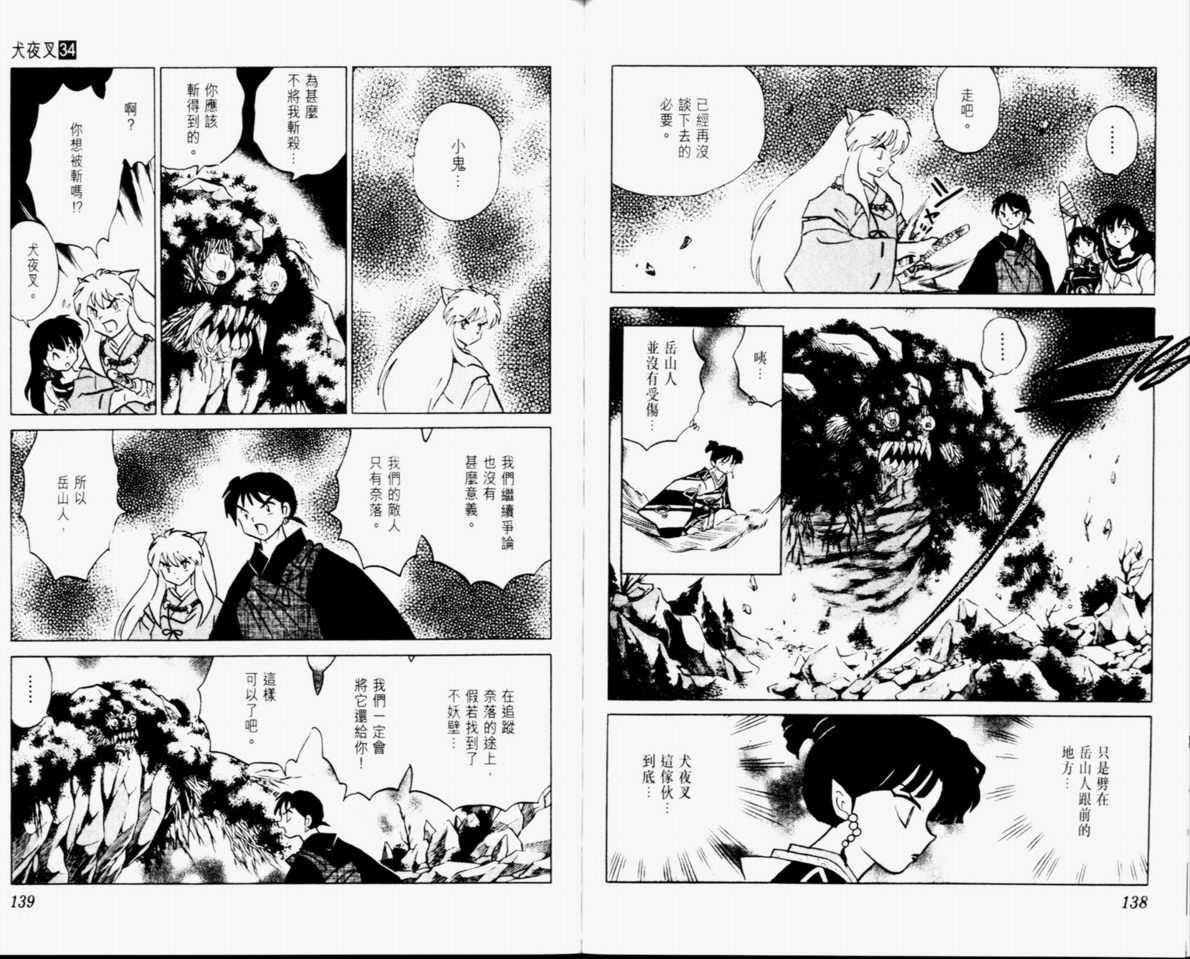 ……
走吧。
已經再沒
談下去的
必要。
……
咦…
岳山人
並沒有受傷…
只是劈在
岳山人跟前的
地方…
犬夜叉
這傢伙…
到底…
138
犬夜叉34
小鬼…
為甚麼
不將我斬殺…
你應該
斬得到的。
啊？
你想被斬嗎!?
犬夜叉。
我們繼續爭論
也沒有
甚麼意義。
我們的敵人
只有奈落。
所以
岳山人，
在追蹤
奈落的途上，
假若找到了
不妖壁…
我們一定會
將它還給你！
這樣
可以了吧。
……
139